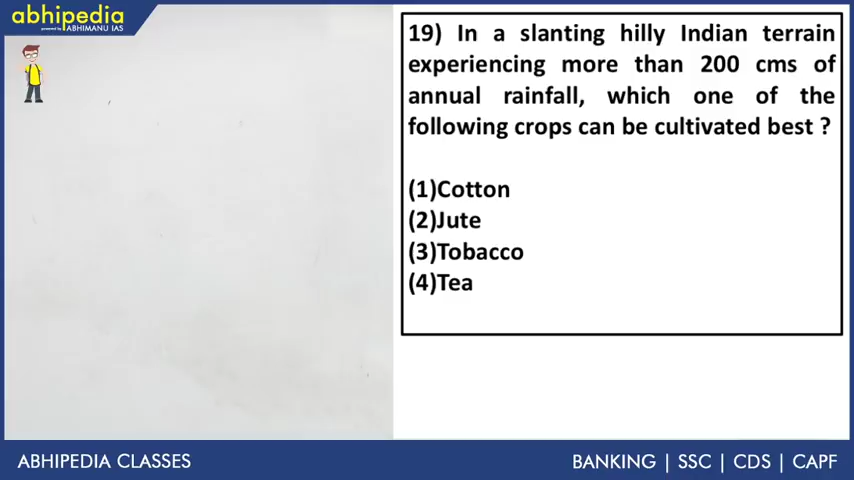 abhipedia
powered by ABHIMANU IAS
19) In a slanting hilly Indian terrain
experiencing more than 200 cms of
annual rainfall, which one of the
following crops can be cultivated best ?
(1)Cotton
(2)Jute
(3)Tobacco
(4)Tea
ABHIPEDIA CLASSES
BANKING | SSC | CDS | CAPF